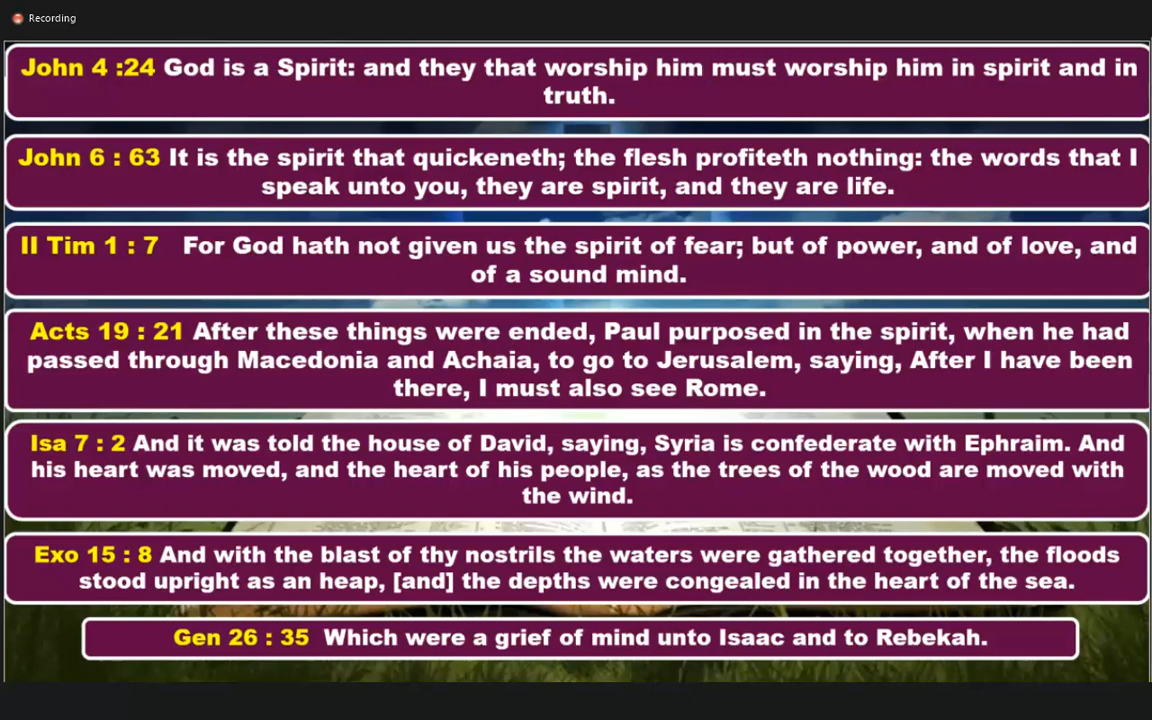 Recording
John 4 :24 God is a Spirit: and they that worship him must worship him in spirit and in
truth.
John 6 : 63 It is the spirit that quickeneth; the flesh profiteth nothing: the words that I
speak unto you, they are spirit, and they are life.
II Tim 1 : 7 For God hath not given us the spirit of fear; but of power, and of love, and
of a sound mind.
Acts 19 : 21 After these things were ended, Paul purposed in the spirit, when he had
passed through Macedonia and Achaia, to go to Jerusalem, saying, After I have been
there, I must also see Rome.
Isa 7 : 2 And it was told the house of David, saying, Syria is confederate with Ephraim. And
his heart was moved, and the heart of his people, as the trees of the wood are moved with
the wind.
Exo 15 : 8 And with the blast of thy nostrils the waters were gathered together, the floods
stood upright as an heap, [and] the depths were congealed in the heart of the sea.
Gen 26 : 35 Which were a grief of mind unto Isaac and to Rebekah.